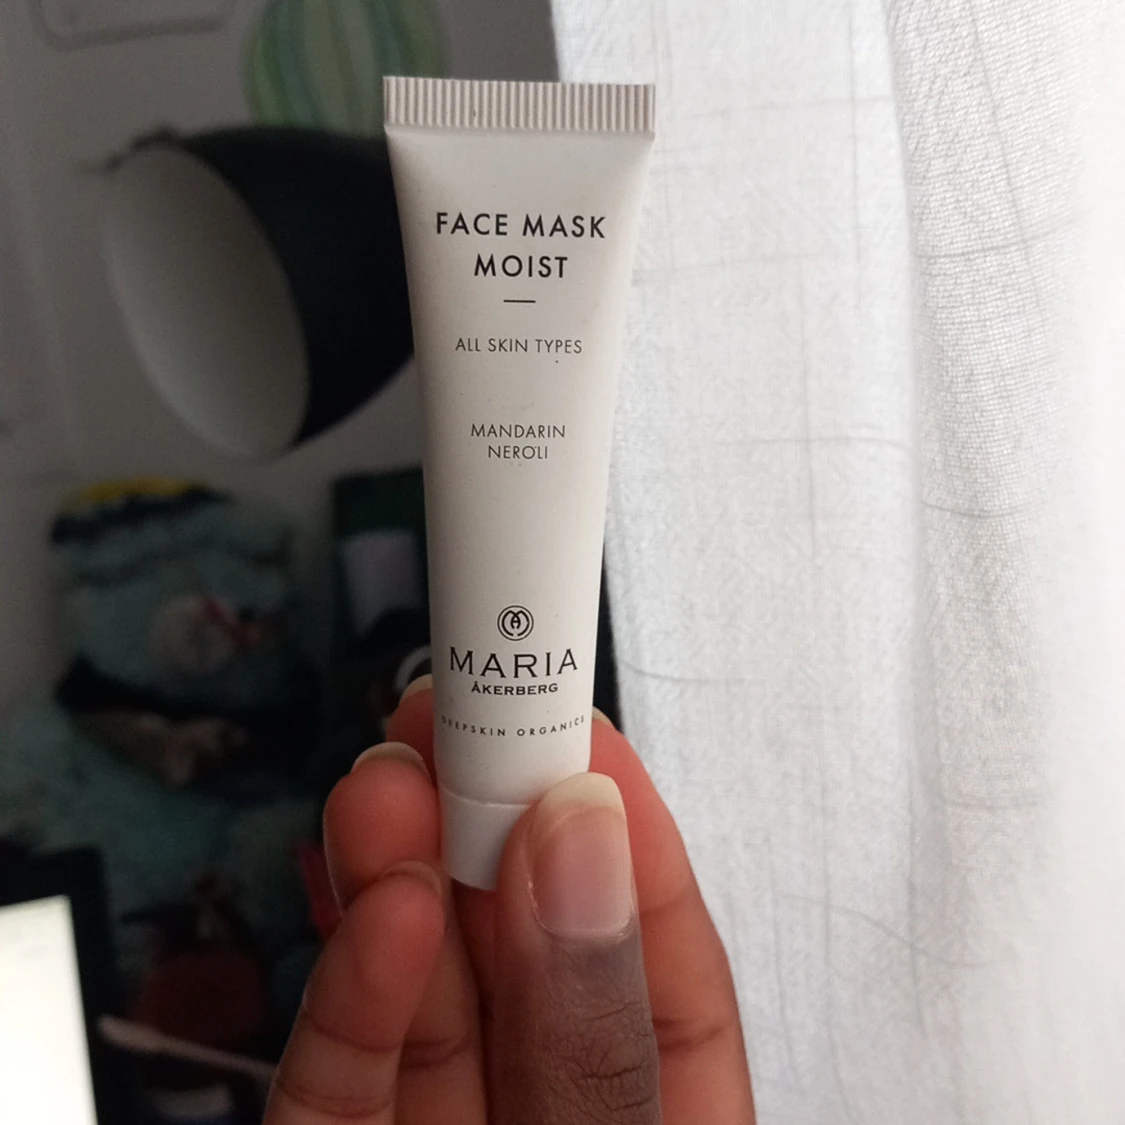 FACE MASK
MOIST
ALL SKIN TYPES
MANDARIN
NEROLI
MARIA
ÅKERBERG
DEEPSKIN ORGANICS